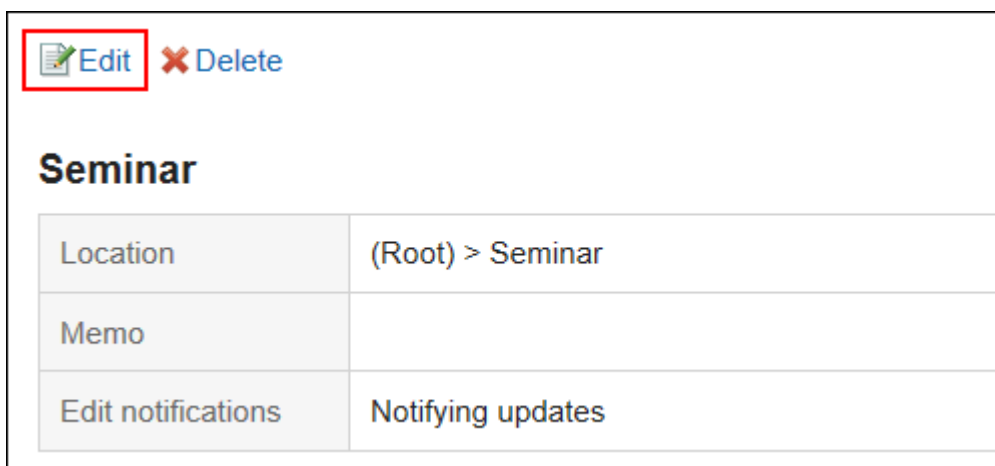 Edit Delete
Seminar
Location (Root) > Seminar
Memo
Edit notifications Notifying updates